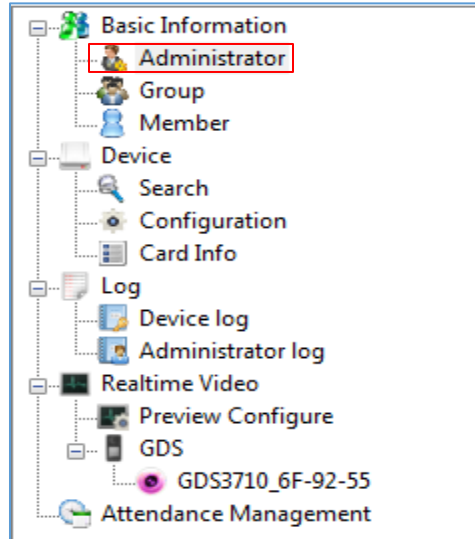 Basic Information
Administrator
Group
Member
Device
Search
Configuration
Card Info
Log
Device log
Administrator log
Realtime Video
Preview Configure
GDS
GDS3710_6F-92-55
Attendance Management